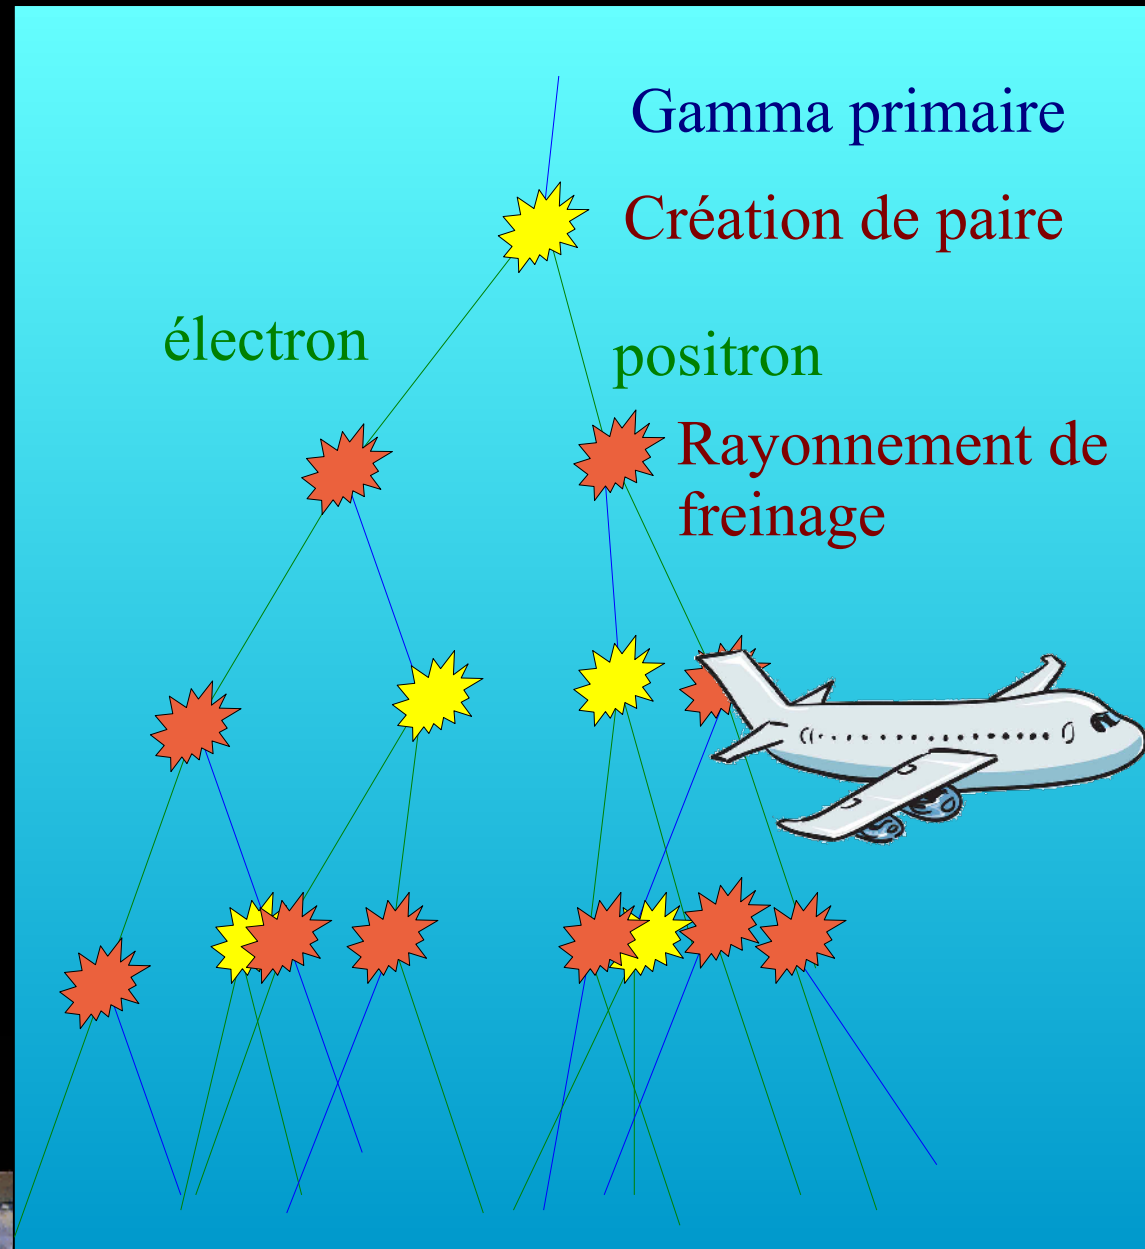 Gamma primaire
Création de paire
électron
positron
Rayonnement de
freinage